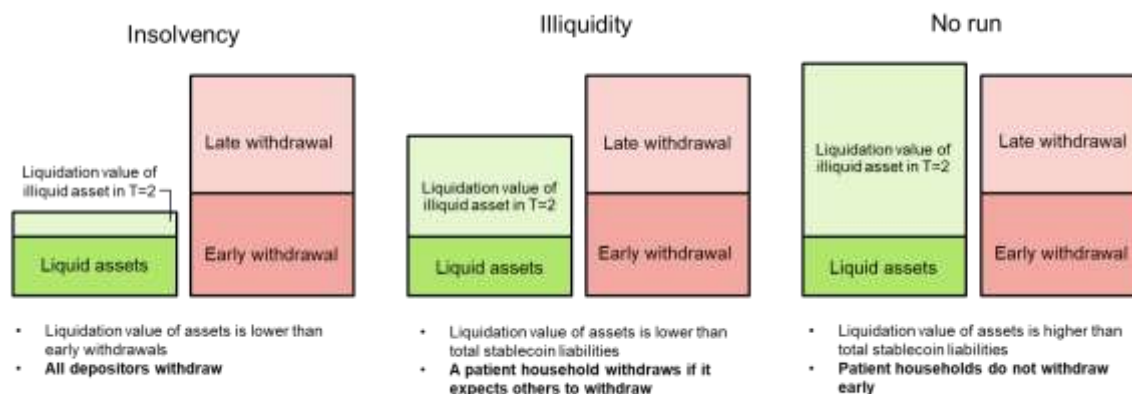 Insolvency
Late withdrawal
Liquidation value of
illiquid asset in T=2
Early withdrawal
Liquid assets
• Liquidation value of assets is lower than
early withdrawals
• All depositors withdraw
Illiquidity
Late withdrawal
Liquidation value of
illiquid asset in T=2
Early withdrawal
Liquid assets
• Liquidation value of assets is lower than
total stablecoin liabilities
• A patient household withdraws if it
expects others to withdraw
No run
Late withdrawal
Liquidation value of
illiquid asset in T=2
Early withdrawal
Liquid assets
• Liquidation value of assets is higher than
total stablecoin liabilities
• Patient households do not withdraw
early